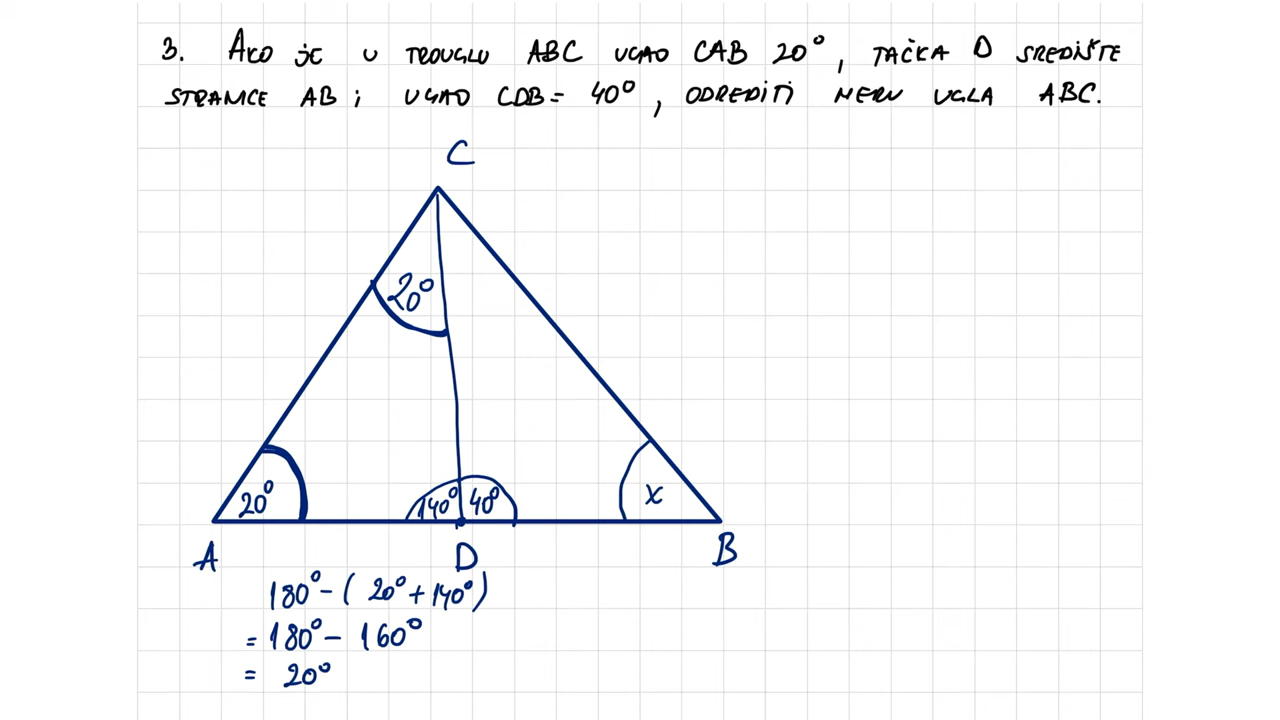 3. AKO JE U TROUGLU ABC UGAO CAB 20°, TAČKA D SREDIŠTE
STRANICE AB I UGAO CDB = 40°, ODREDITI MERU UGLA ABC.
C
20°
20° 140° 40° x
A D B
180° - ( 20° + 140° )
= 180° - 160°
= 20°